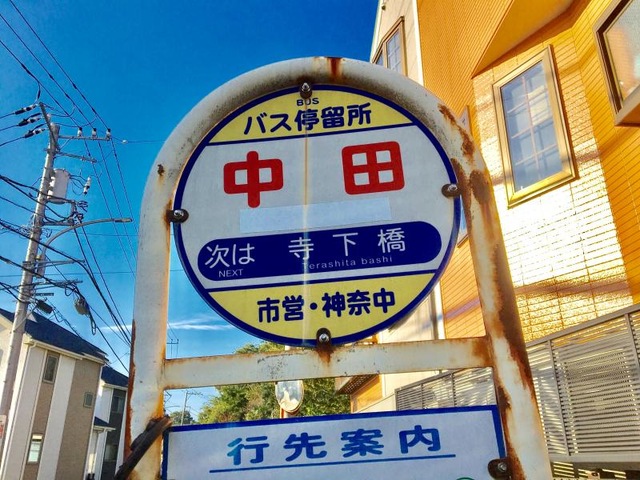 BUS
バス停留所
中田
次は 寺下橋
NEXT Terashita bashi
市営・神奈中
行先案内